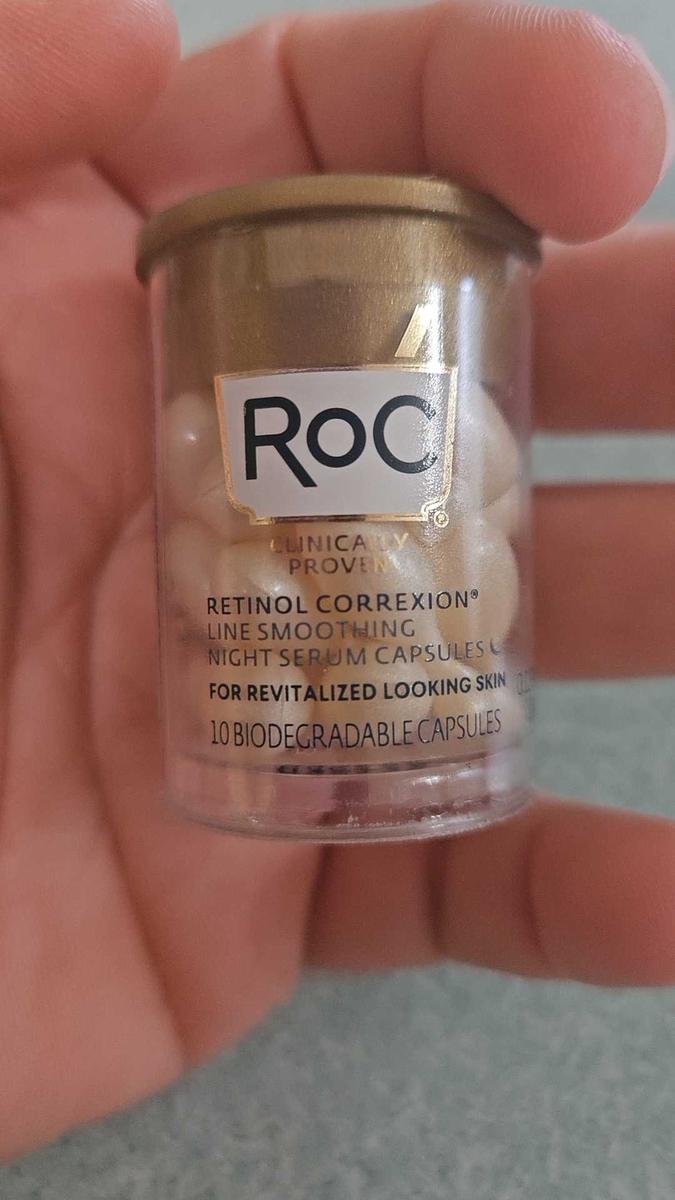 RoC®
CLINICALLY
PROVEN
RETINOL CORREXION®
LINE SMOOTHING
NIGHT SERUM CAPSULES
FOR REVITALIZED LOOKING SKIN
10 BIODEGRADABLE CAPSULES